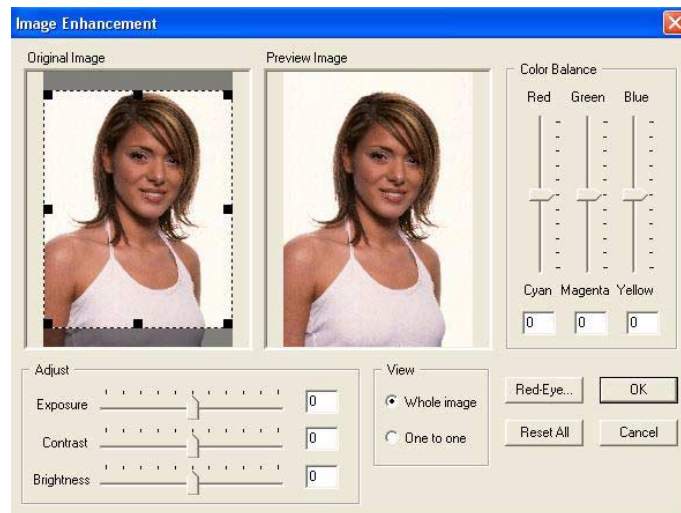 Image Enhancement
Original Image
Preview Image
Color Balance
Red Green Blue
Cyan Magenta Yellow
0 0 0
Adjust
Exposure 0
Contrast 0
Brightness 0
View
Whole image
One to one
Red-Eye... OK
Reset All Cancel